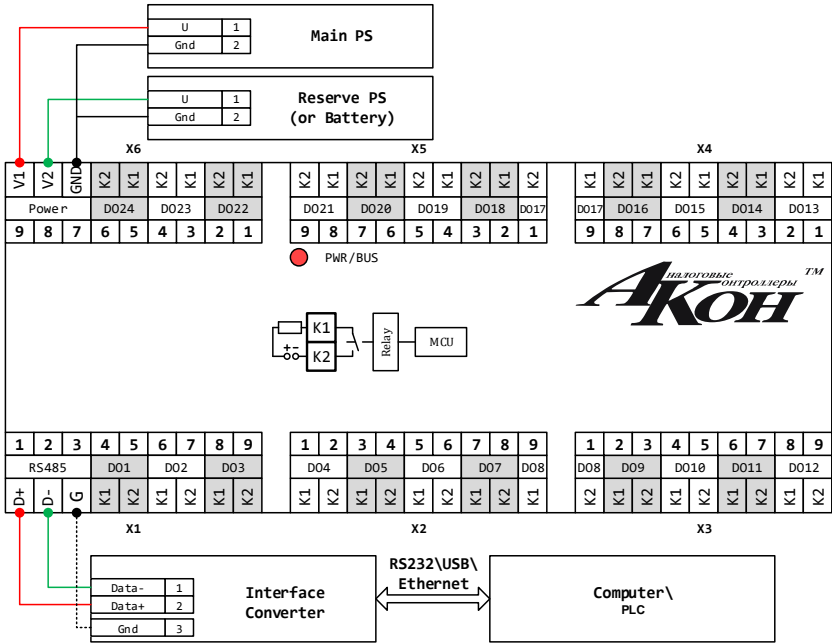 U 1
Gnd 2
Main PS
U 1
Gnd 2
Reserve PS
(or Battery)
X6 X5 X4
V1 V2 GND K2 K1 K2 K1 K2 K1 K2 K1 K2 K1 K2 K1 K2 K1 K2 K1 K2 K1 K2 K1 K2 K1 K2 K1
Power DO24 DO23 DO22 DO21 DO20 DO19 DO18 DO17 DO17 DO16 DO15 DO14 DO13
9 8 7 6 5 4 3 2 1 9 8 7 6 5 4 3 2 1 9 8 7 6 5 4 3 2 1
PWR/BUS
АКОН
налоговые
онтроллеры
TM
K1
K2
+ -
Relay
MCU
1 2 3 4 5 6 7 8 9 1 2 3 4 5 6 7 8 9 1 2 3 4 5 6 7 8 9
RS485 DO1 DO2 DO3 DO4 DO5 DO6 DO7 DO8 DO8 DO9 DO10 DO11 DO12
D+ D- G K1 K2 K1 K2 K1 K2 K1 K2 K1 K2 K1 K2 K1 K2 K1 K2 K1 K2 K1 K2 K1 K2 K1 K2
X1 X2 X3
Data- 1
Data+ 2
Gnd 3
Interface
Converter
RS232\USB\
Ethernet
Computer\
PLC